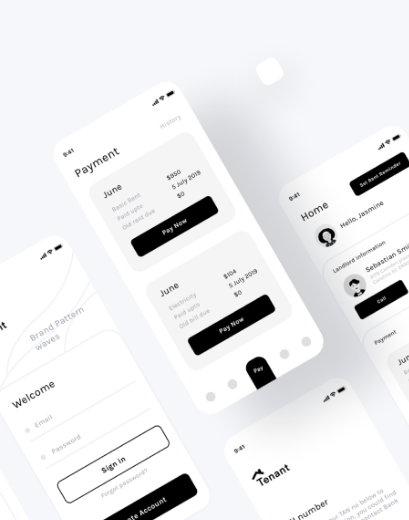 9:41
History
Payment
June
Basic Rent $950
Paid upto 5 July 2019
Old rent due $0
Pay Now
June
Electricity $104
Paid upto 5 July 2019
Old bill due $0
Pay Now
Pay
9:41
Set Rent Reminder
Home
Hello, Jasmine
Landlord information
Sebastian
Call
Payment
Brand Pattern
waves
Welcome
Email
Password
Sign in
Forgot password?
Account
9:41
Tenant
number